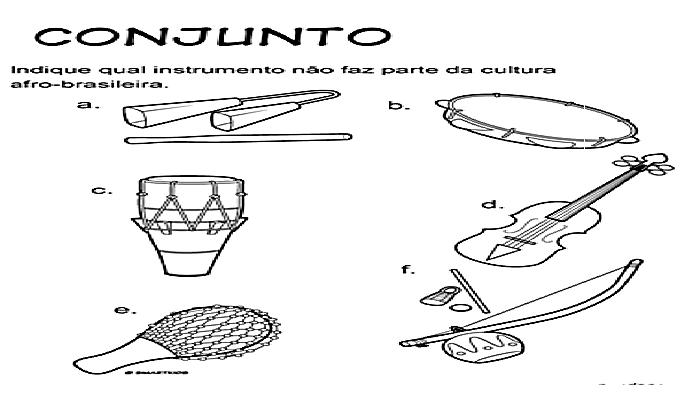 CONJUNTO
Indique qual instrumento não faz parte da cultura
afro-brasileira.
a.
b.
c.
d.
f.
e.